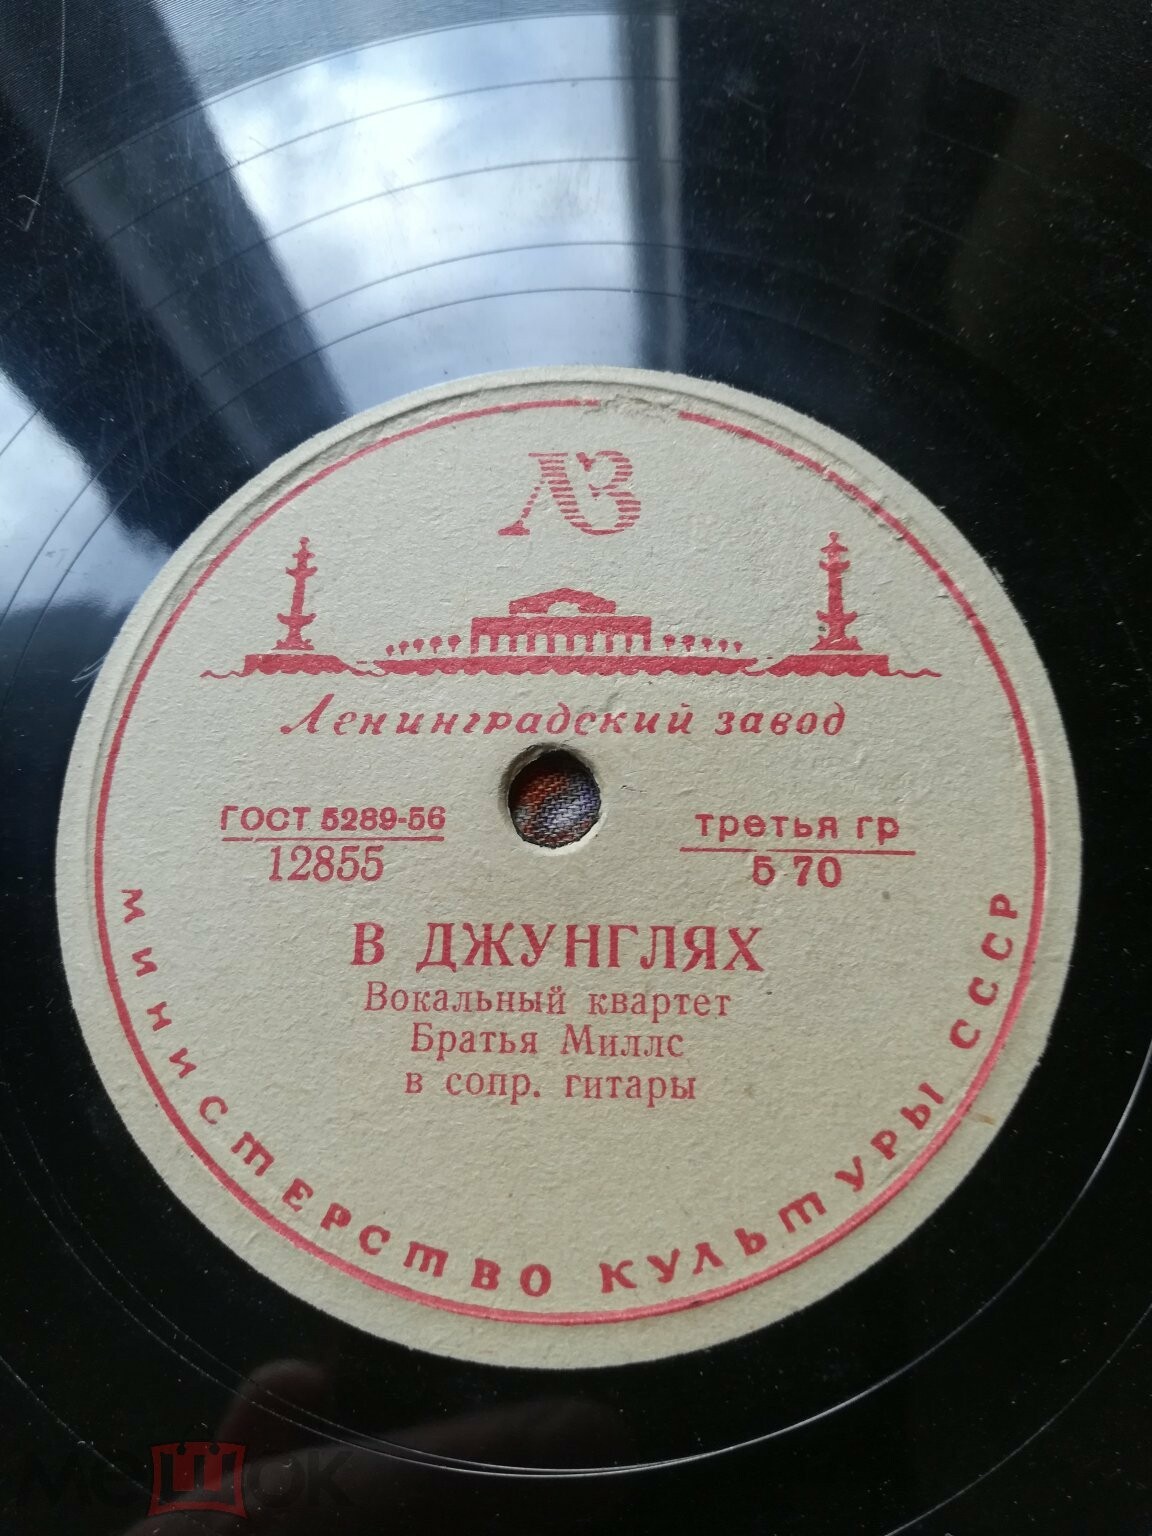 ЛЗ
Ленинградский завод
ГОСТ 5289-56
12855
третья гр
5-70
В ДЖУНГЛЯХ
Вокальный квартет
Братья Миллс
в сопр. гитары
МИНИСТЕРСТВО КУЛЬТУРЫ СССР
мешок